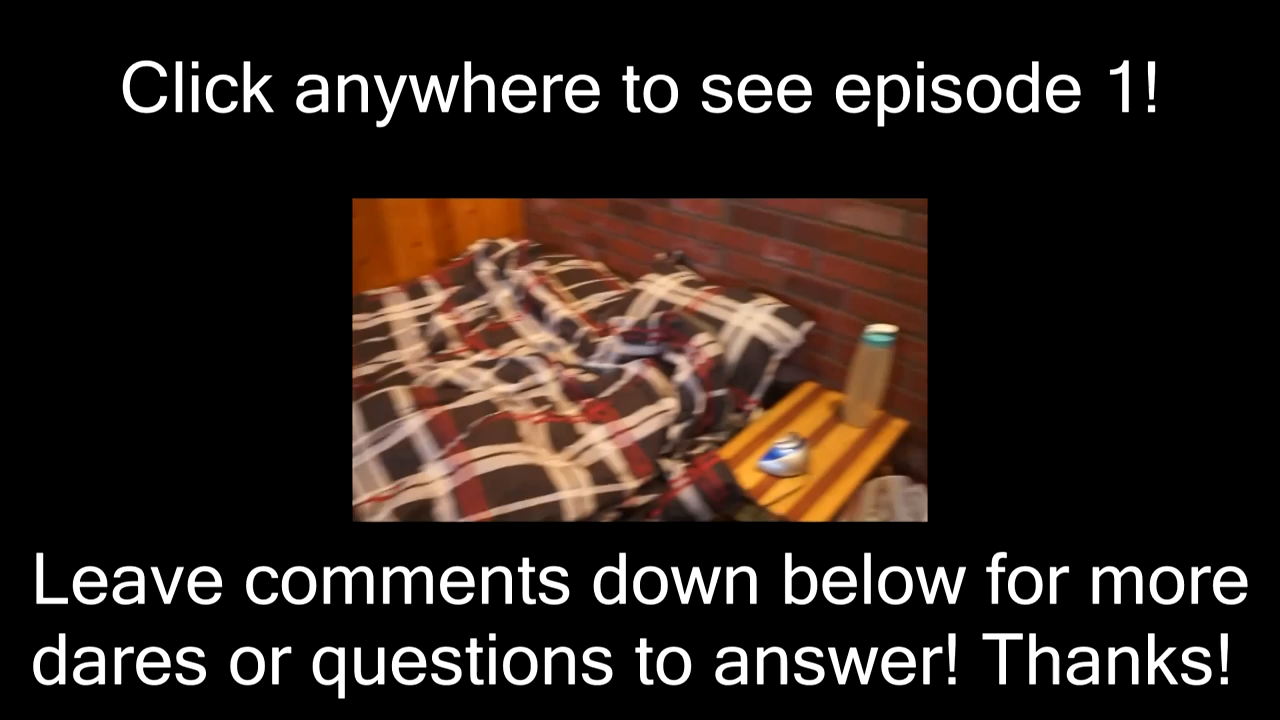 Click anywhere to see episode 1!
Leave comments down below for more
dares or questions to answer! Thanks!